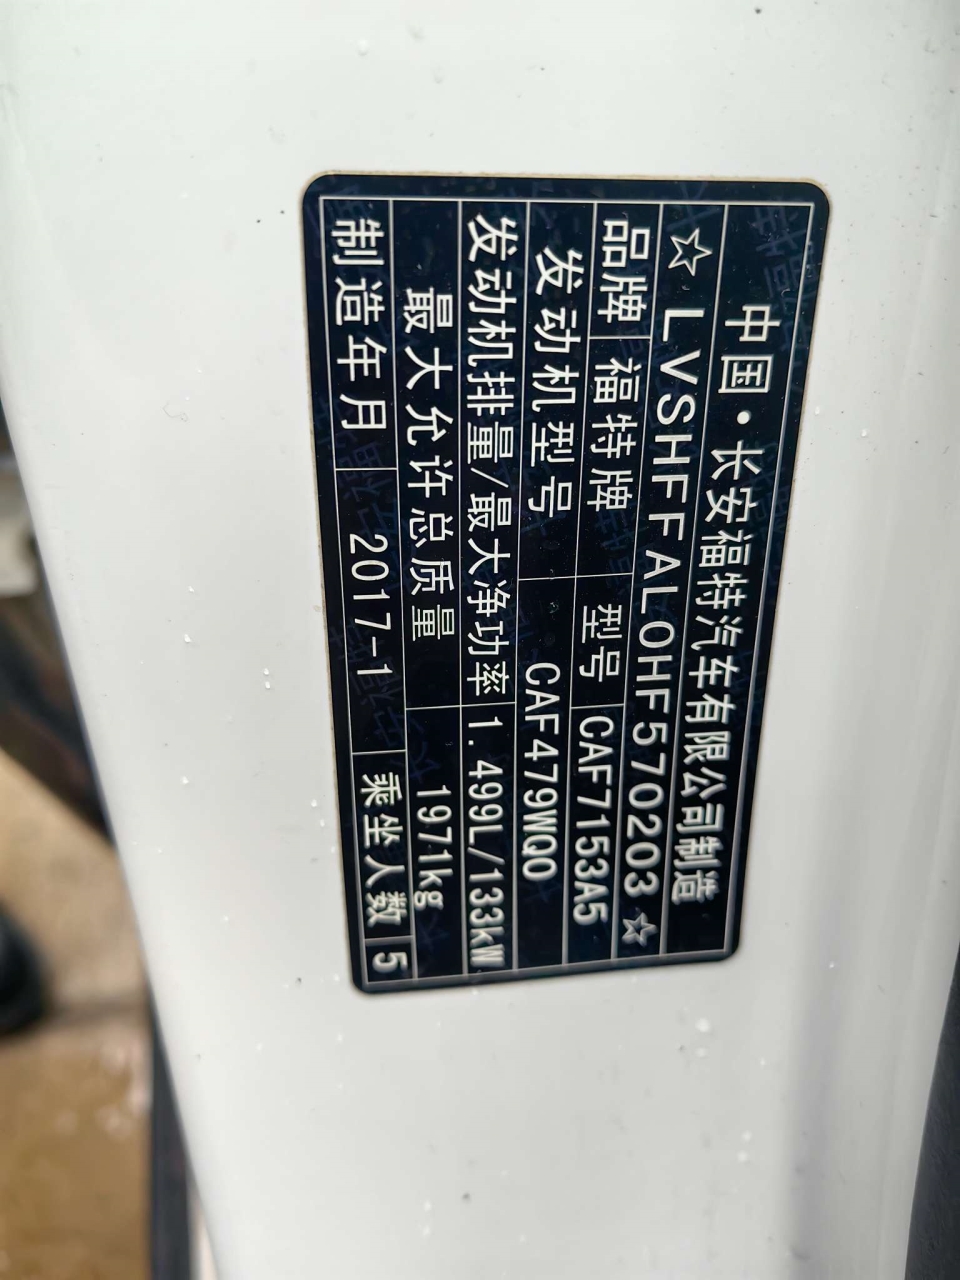 中国·长安福特汽车有限公司制造
☆LVSHFFAL0HF570203☆
品牌 福特牌 型号 CAF7153A5
发动机型号 CAF479WQ0
发动机排量/最大净功率 1.499L/133kW
最大允许总质量 1971kg
制造年月 2017-1 乘坐人数 5